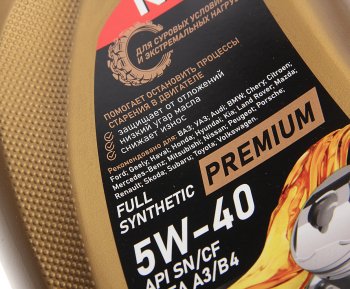 ДЛЯ СУРОВЫХ УСЛОВИЙ
И ЭКСТРЕМАЛЬНЫХ НАГРУЗ
ПОМОГАЕТ ОСТАНОВИТЬ ПРОЦЕССЫ
СТАРЕНИЯ В ДВИГАТЕЛЕ
защищает от отложений
низкий угар масла
снижает износ
Рекомендовано для: ВАЗ, УАЗ, Audi, BMW, Chery, Citroen;
Ford; Geely, Haval; Honda; Hyundai, Kia, Land Rover, Mazda;
Mercedes-Benz; Mitsubishi; Nissan; Peugeot, Porsche;
Renault, Skoda; Subaru; Toyota; Volkswagen.
PREMIUM
FULL
SYNTHETIC
5W-40
API SN/CF
A3/B4